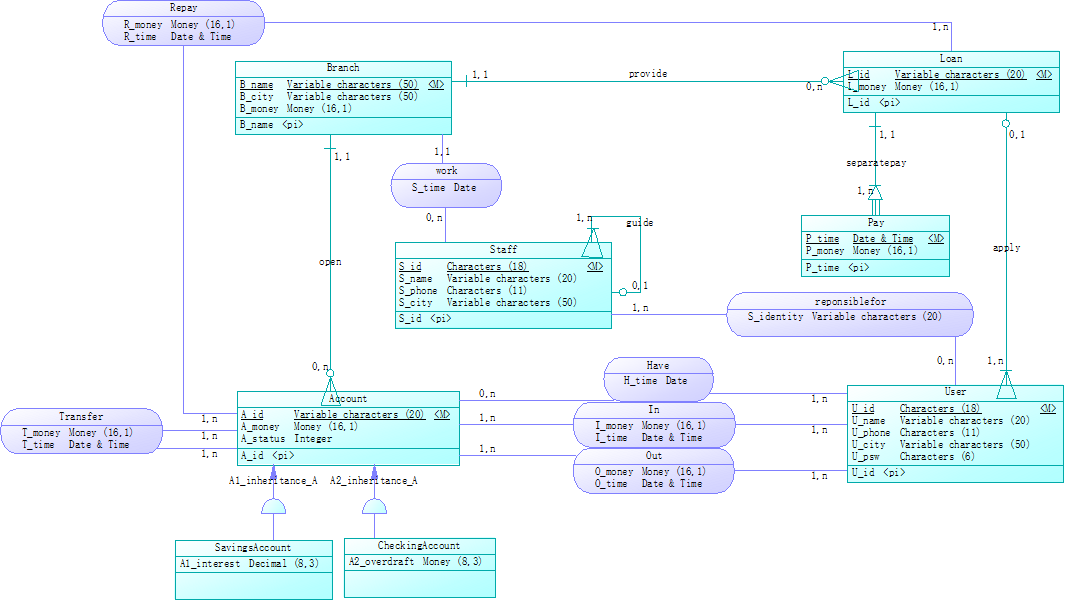 Repay
R_money Money (16,1)
R_time Date & Time
1,n
Branch
B_name Variable characters (50) <M>
B_city Variable characters (50)
B_money Money (16,1)
B_name <pi>
1,1
provide
0,n
Loan
L_id Variable characters (20) <M>
L_money Money (16,1)
L_id <pi>
1,1
1,1
1,1
0,1
work
S_time Date
separatepay
1,n
0,n
1,n
guide
Pay
P_time Date & Time <M>
P_money Money (16,1)
P_time <pi>
Staff
S_id Characters (18) <M>
S_name Variable characters (20)
S_phone Characters (11)
S_city Variable characters (50)
S_id <pi>
open
apply
0,1
1,n
reponsiblefor
S_identity Variable characters (20)
0,n
0,n
1,n
Have
H_time Date
Account
A_id Variable characters (20) <M>
A_money Money (16,1)
A_status Integer
A_id <pi>
0,n
1,n
1,n
User
U_id Characters (18) <M>
U_name Variable characters (20)
U_phone Characters (11)
U_city Variable characters (50)
U_psw Characters (6)
U_id <pi>
In
I_money Money (16,1)
I_time Date & Time
1,n
1,n
Transfer
T_money Money (16,1)
T_time Date & Time
1,n
1,n
Out
O_money Money (16,1)
O_time Date & Time
1,n
1,n
A1_inheritance_A
A2_inheritance_A
SavingsAccount
A1_interest Decimal (8,3)
CheckingAccount
A2_overdraft Money (8,3)